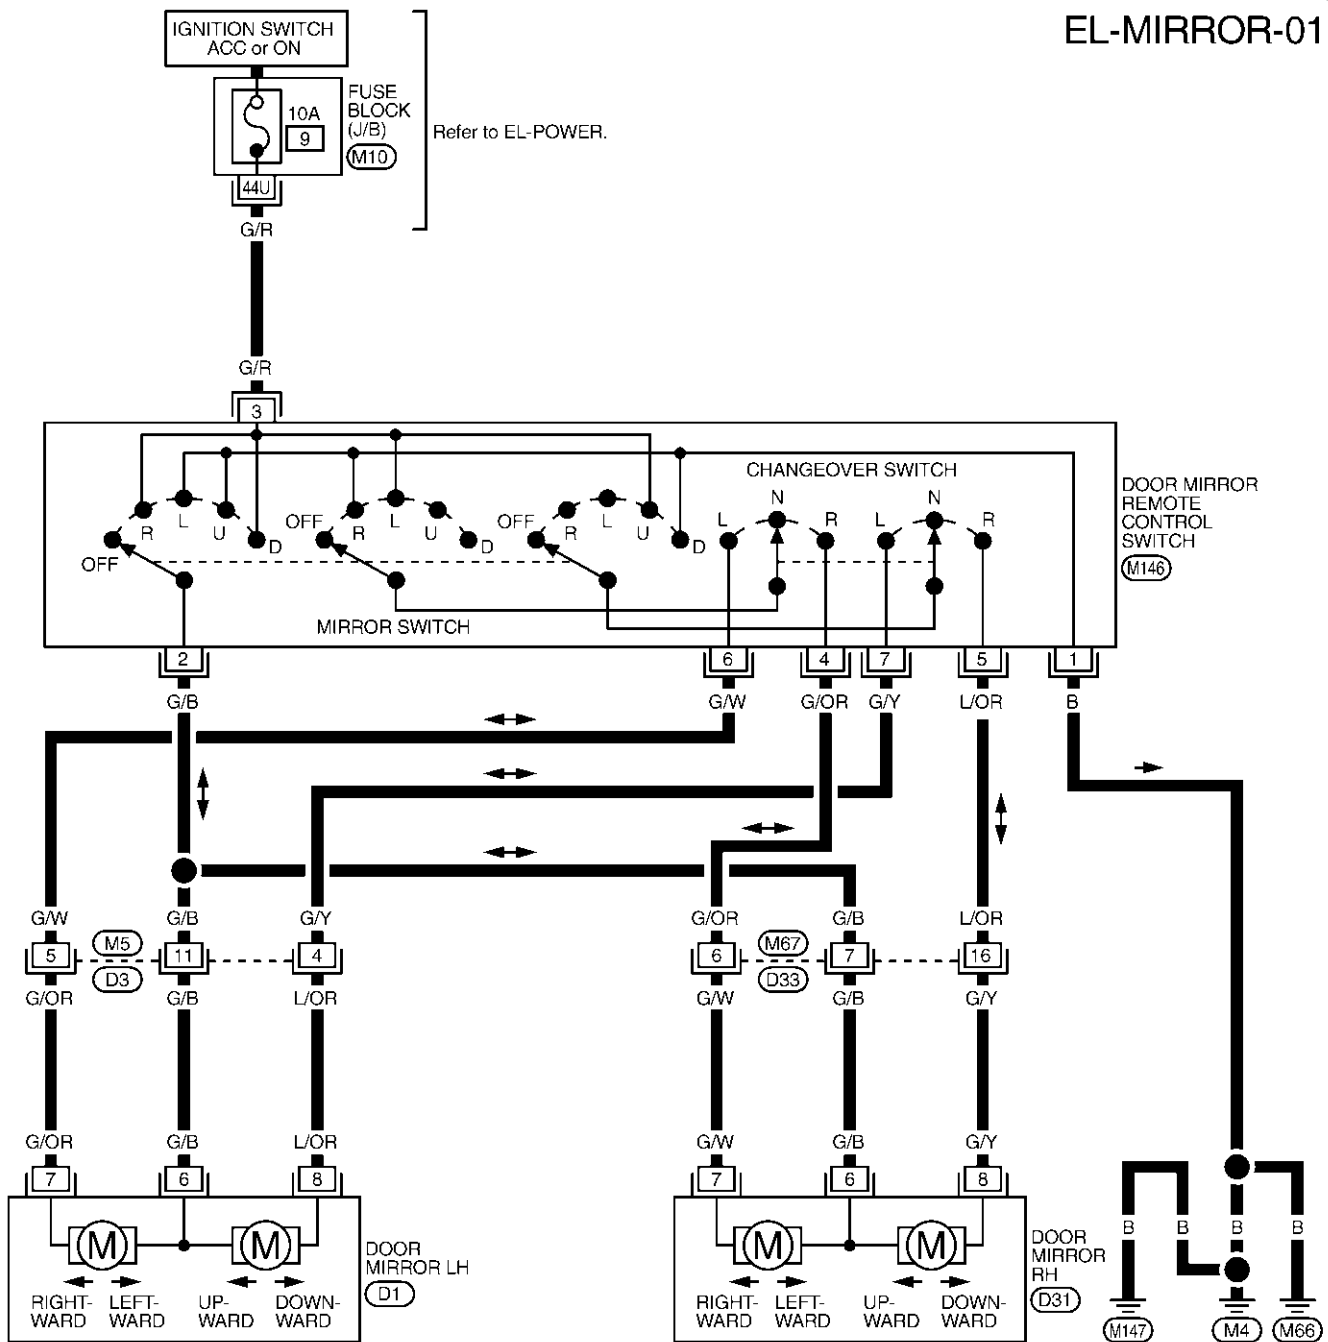 EL-MIRROR-01
IGNITION SWITCH
ACC or ON
FUSE
BLOCK
(J/B)
M10
10A
9
Refer to EL-POWER.
44U
G/R
G/R
3
CHANGEOVER SWITCH
DOOR MIRROR
REMOTE
CONTROL
SWITCH
M146
OFF R L U D
OFF R L U D
OFF R L U D
L N R
L N R
MIRROR SWITCH
2 6 4 7 5 1
G/B G/W G/OR G/Y L/OR B
G/W G/B G/Y G/OR G/B L/OR
5 M5 11 4 6 M67 7 16
D3 D33
G/OR G/B L/OR G/W G/B G/Y
G/OR G/B L/OR G/W G/B G/Y
7 6 8 7 6 8
B B B B
M M M M
DOOR
MIRROR LH
D1
DOOR
MIRROR
RH
D31
RIGHT-
WARD
LEFT-
WARD
UP-
WARD
DOWN-
WARD
RIGHT-
WARD
LEFT-
WARD
UP-
WARD
DOWN-
WARD
M147 M4 M66